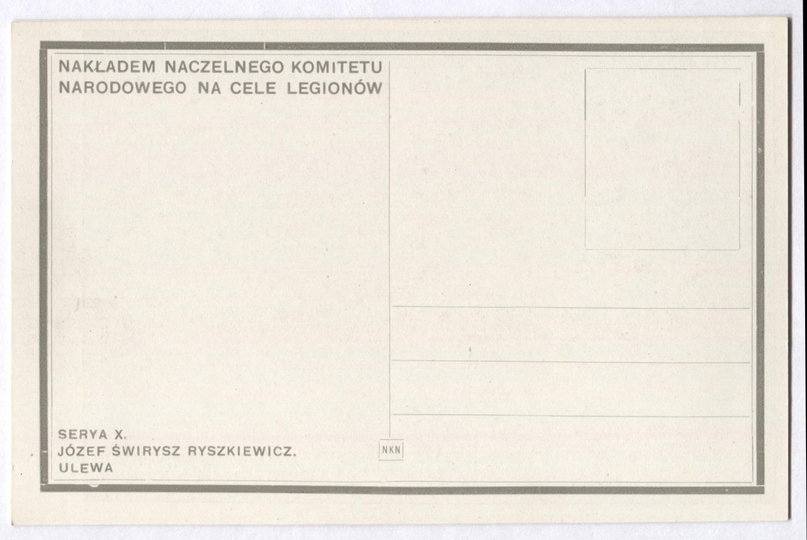 NAKŁADEM NACZELNEGO KOMITETU
NARODOWEGO NA CELE LEGIONÓW
SERYA X.
JÓZEF ŚWIRYSZ RYSZKIEWICZ.
ULEWA
NKN